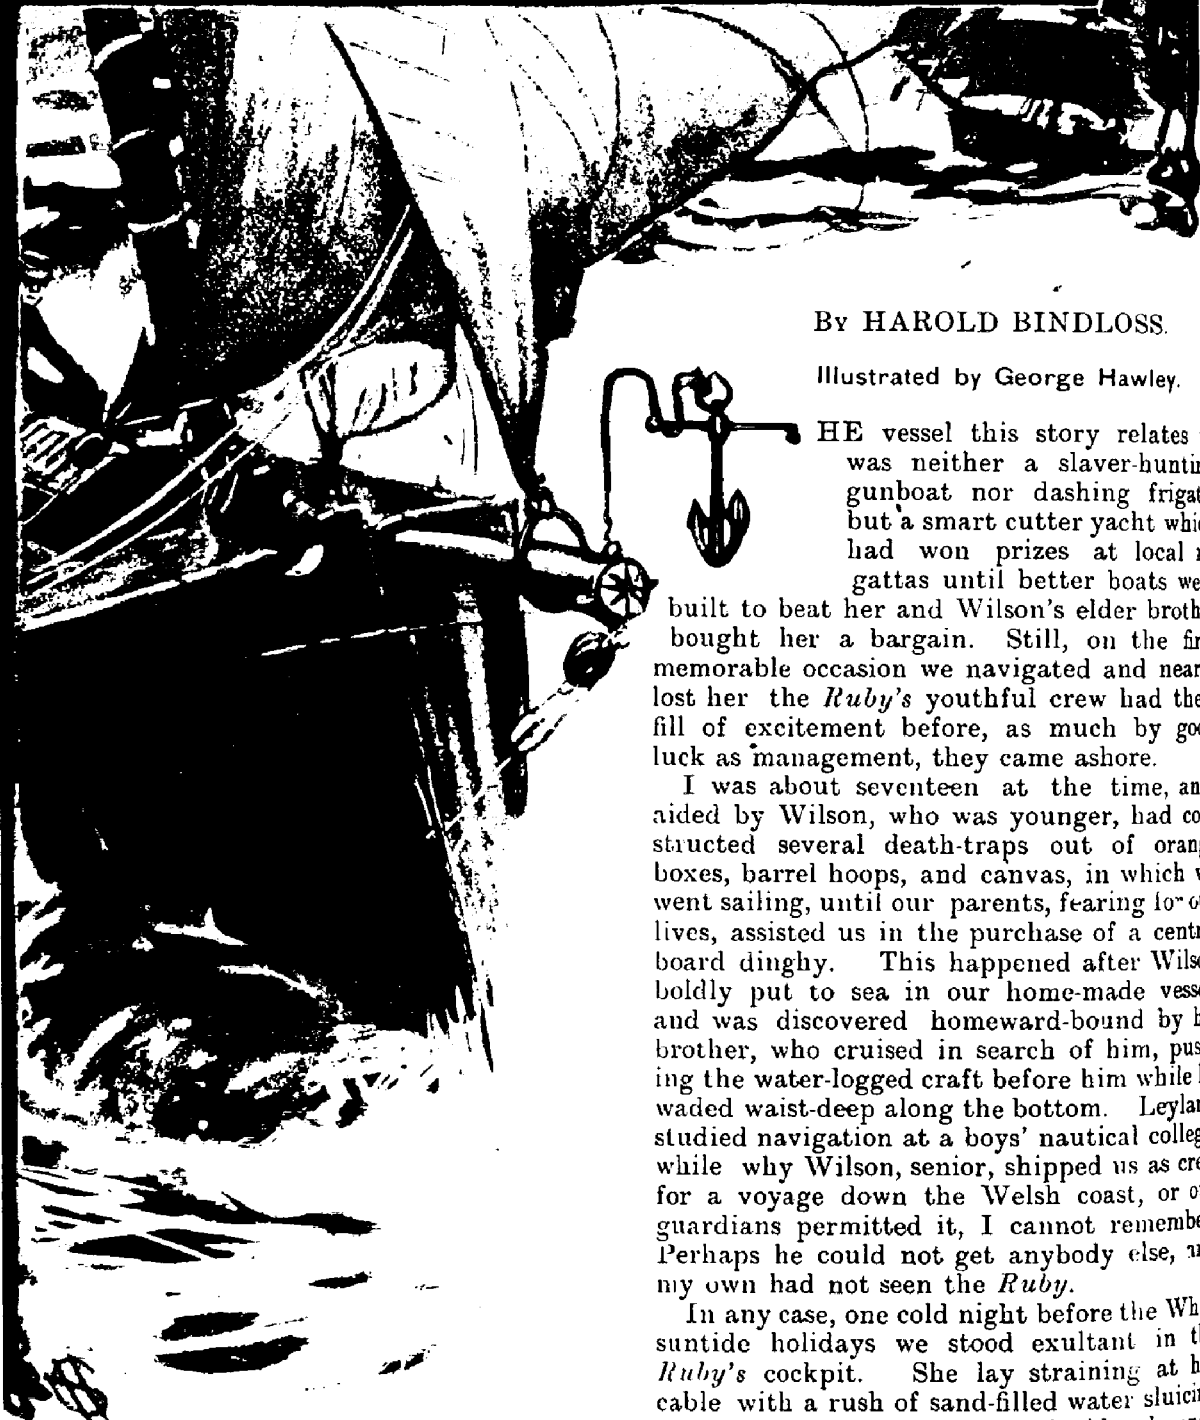 By HAROLD BINDLOSS.
Illustrated by George Hawley.
THE vessel this story relates
was neither a slaver-huntin
gunboat nor dashing frigat
but a smart cutter yacht whi
had won prizes at local r
gattas until better boats we
built to beat her and Wilson's elder broth
bought her a bargain. Still, on the fir
memorable occasion we navigated and near
lost her the Ruby's youthful crew had the
fill of excitement before, as much by goo
luck as management, they came ashore.
I was about seventeen at the time, an
aided by Wilson, who was younger, had co
structed several death-traps out of oran
boxes, barrel hoops, and canvas, in which w
went sailing, until our parents, fearing for o
lives, assisted us in the purchase of a centr
board dinghy. This happened after Wils
boldly put to sea in our home-made vess
and was discovered homeward-bound by h
brother, who cruised in search of him, pus
ing the water-logged craft before him while h
waded waist-deep along the bottom. Leylan
studied navigation at a boys' nautical colleg
while why Wilson, senior, shipped us as cre
for a voyage down the Welsh coast, or o
guardians permitted it, I cannot remembe
Perhaps he could not get anybody else,
my own had not seen the Ruby.
In any case, one cold night before the Wh
suntide holidays we stood exultant in t
Ruby's cockpit. She lay straining at h
cable with a rush of sand-filled water sluici